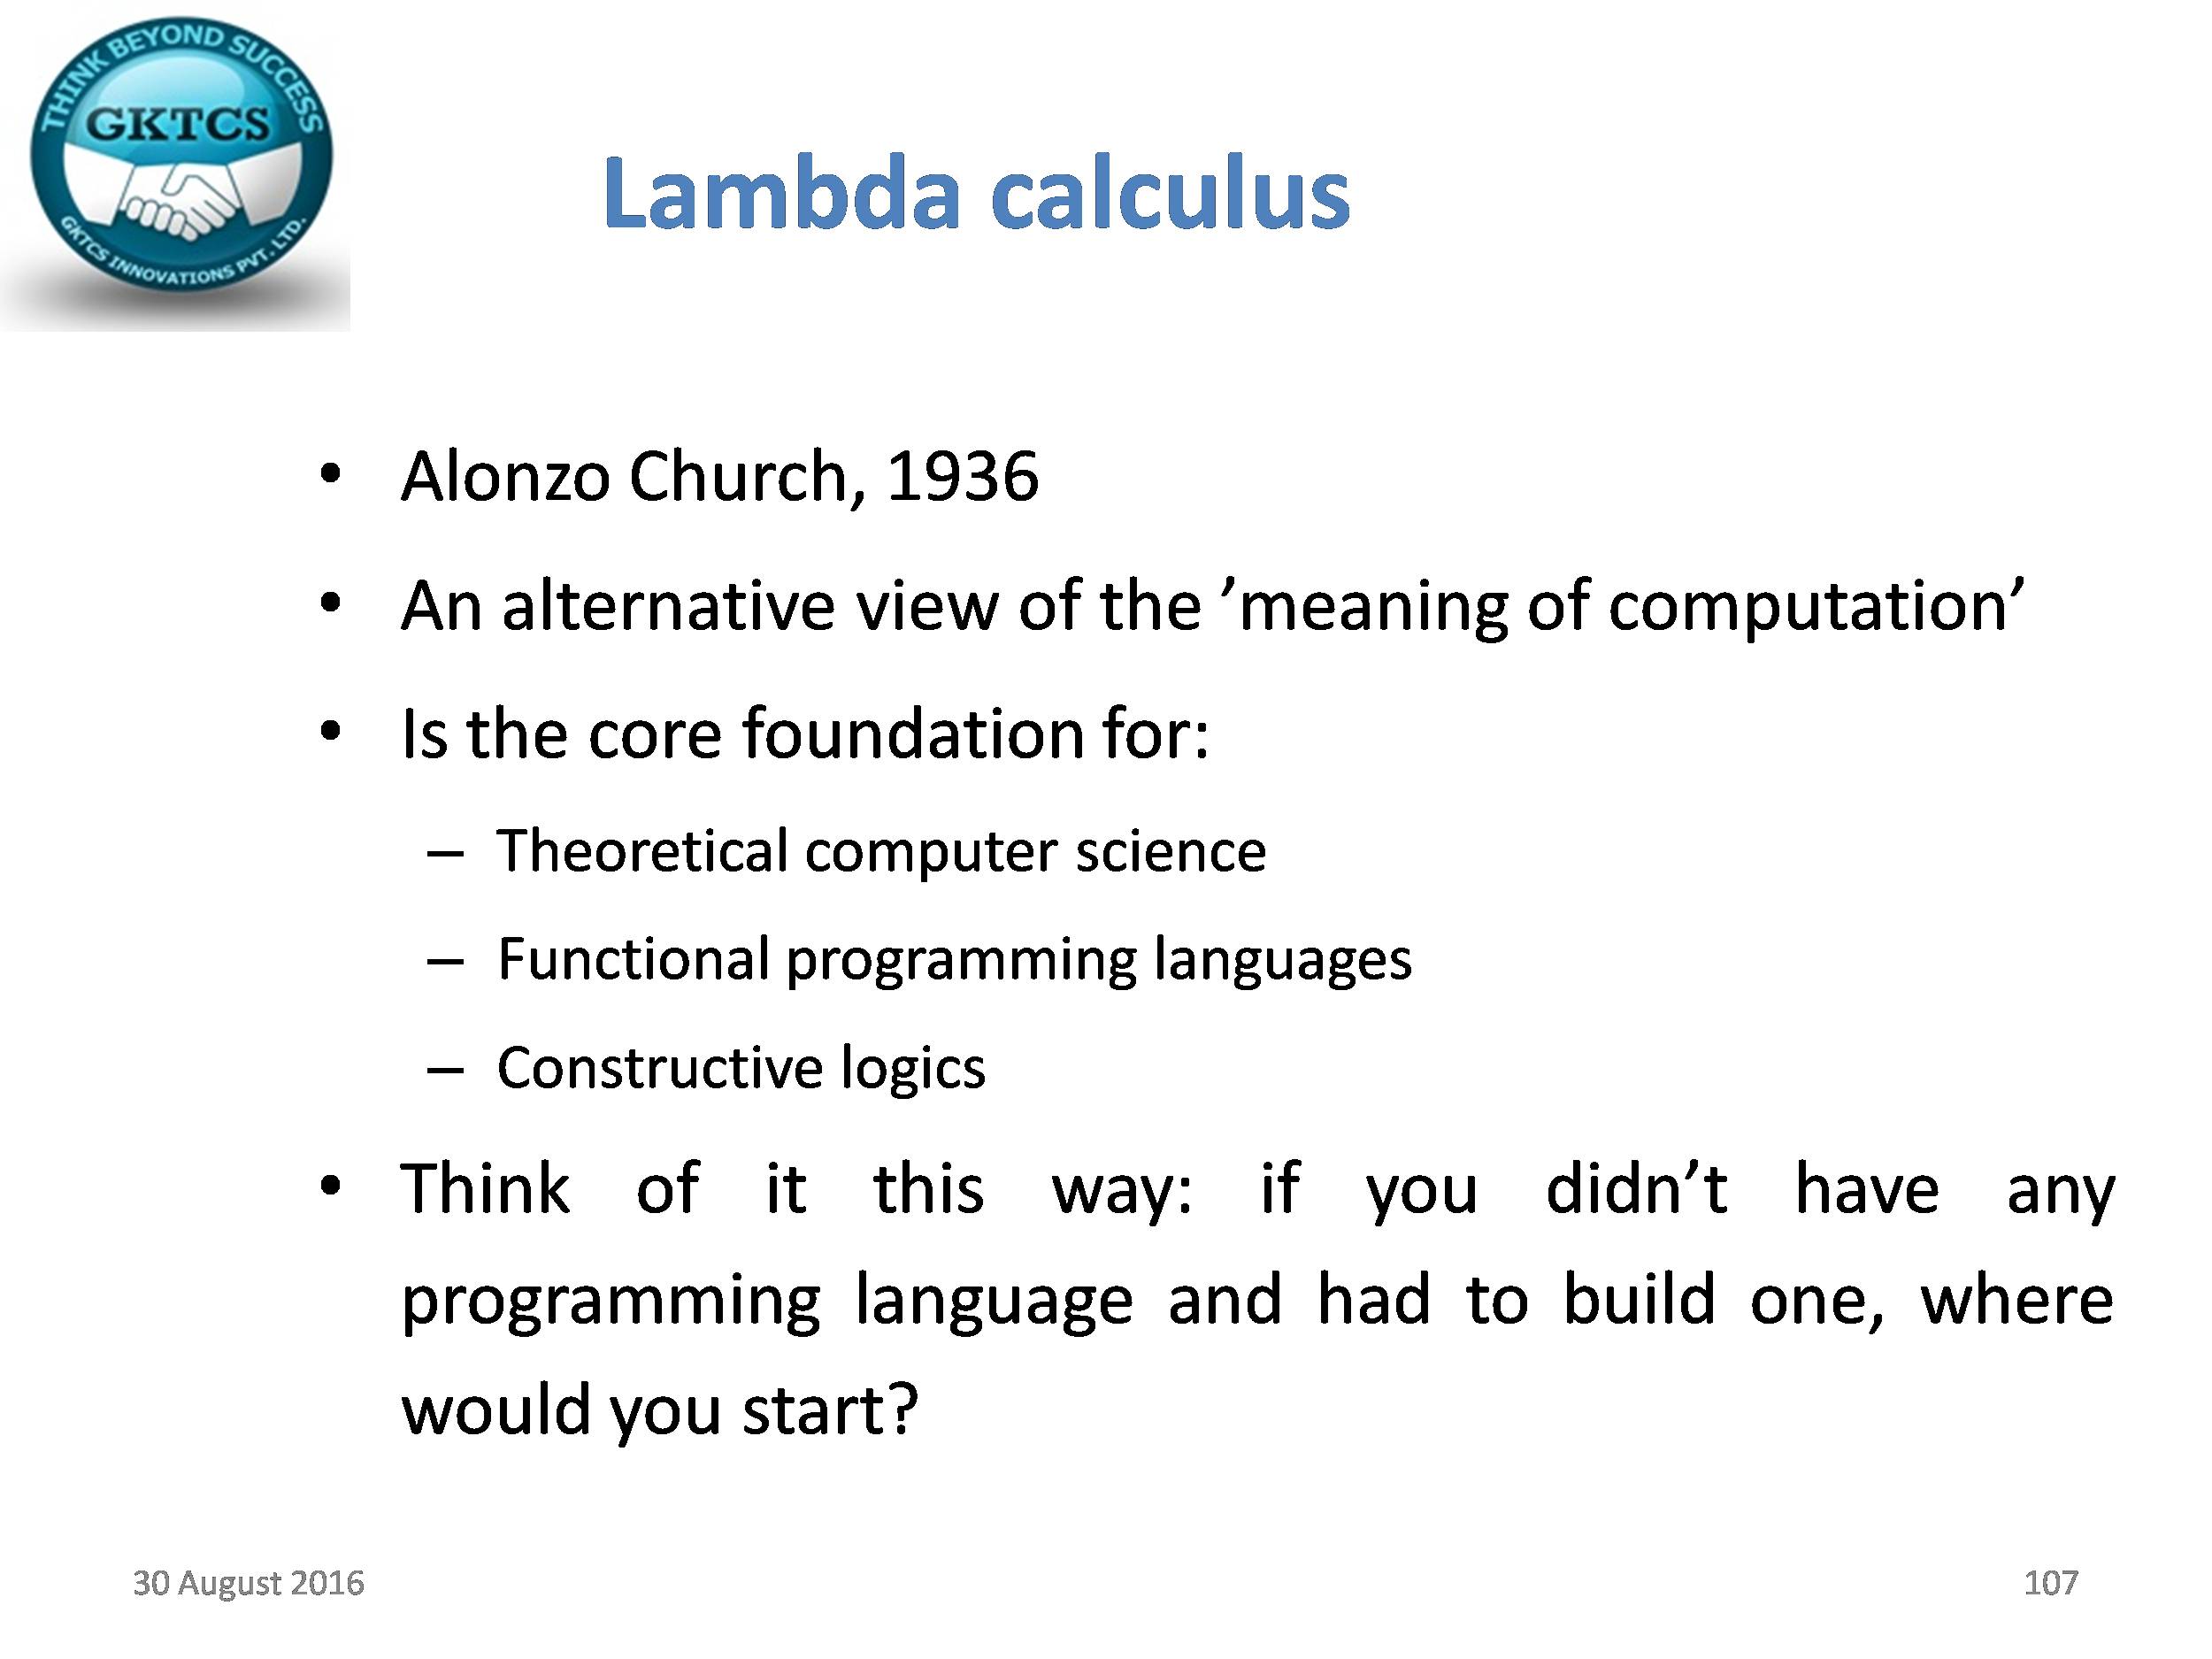 THINK BEYOND SUCCESS
GKTCS
GKTCS INNOVATIONS PVT. LTD.
Lambda calculus
• Alonzo Church, 1936
• An alternative view of the ’meaning of computation’
• Is the core foundation for:
– Theoretical computer science
– Functional programming languages
– Constructive logics
• Think of it this way: if you didn’t have any
programming language and had to build one, where
would you start?
30 August 2016
107